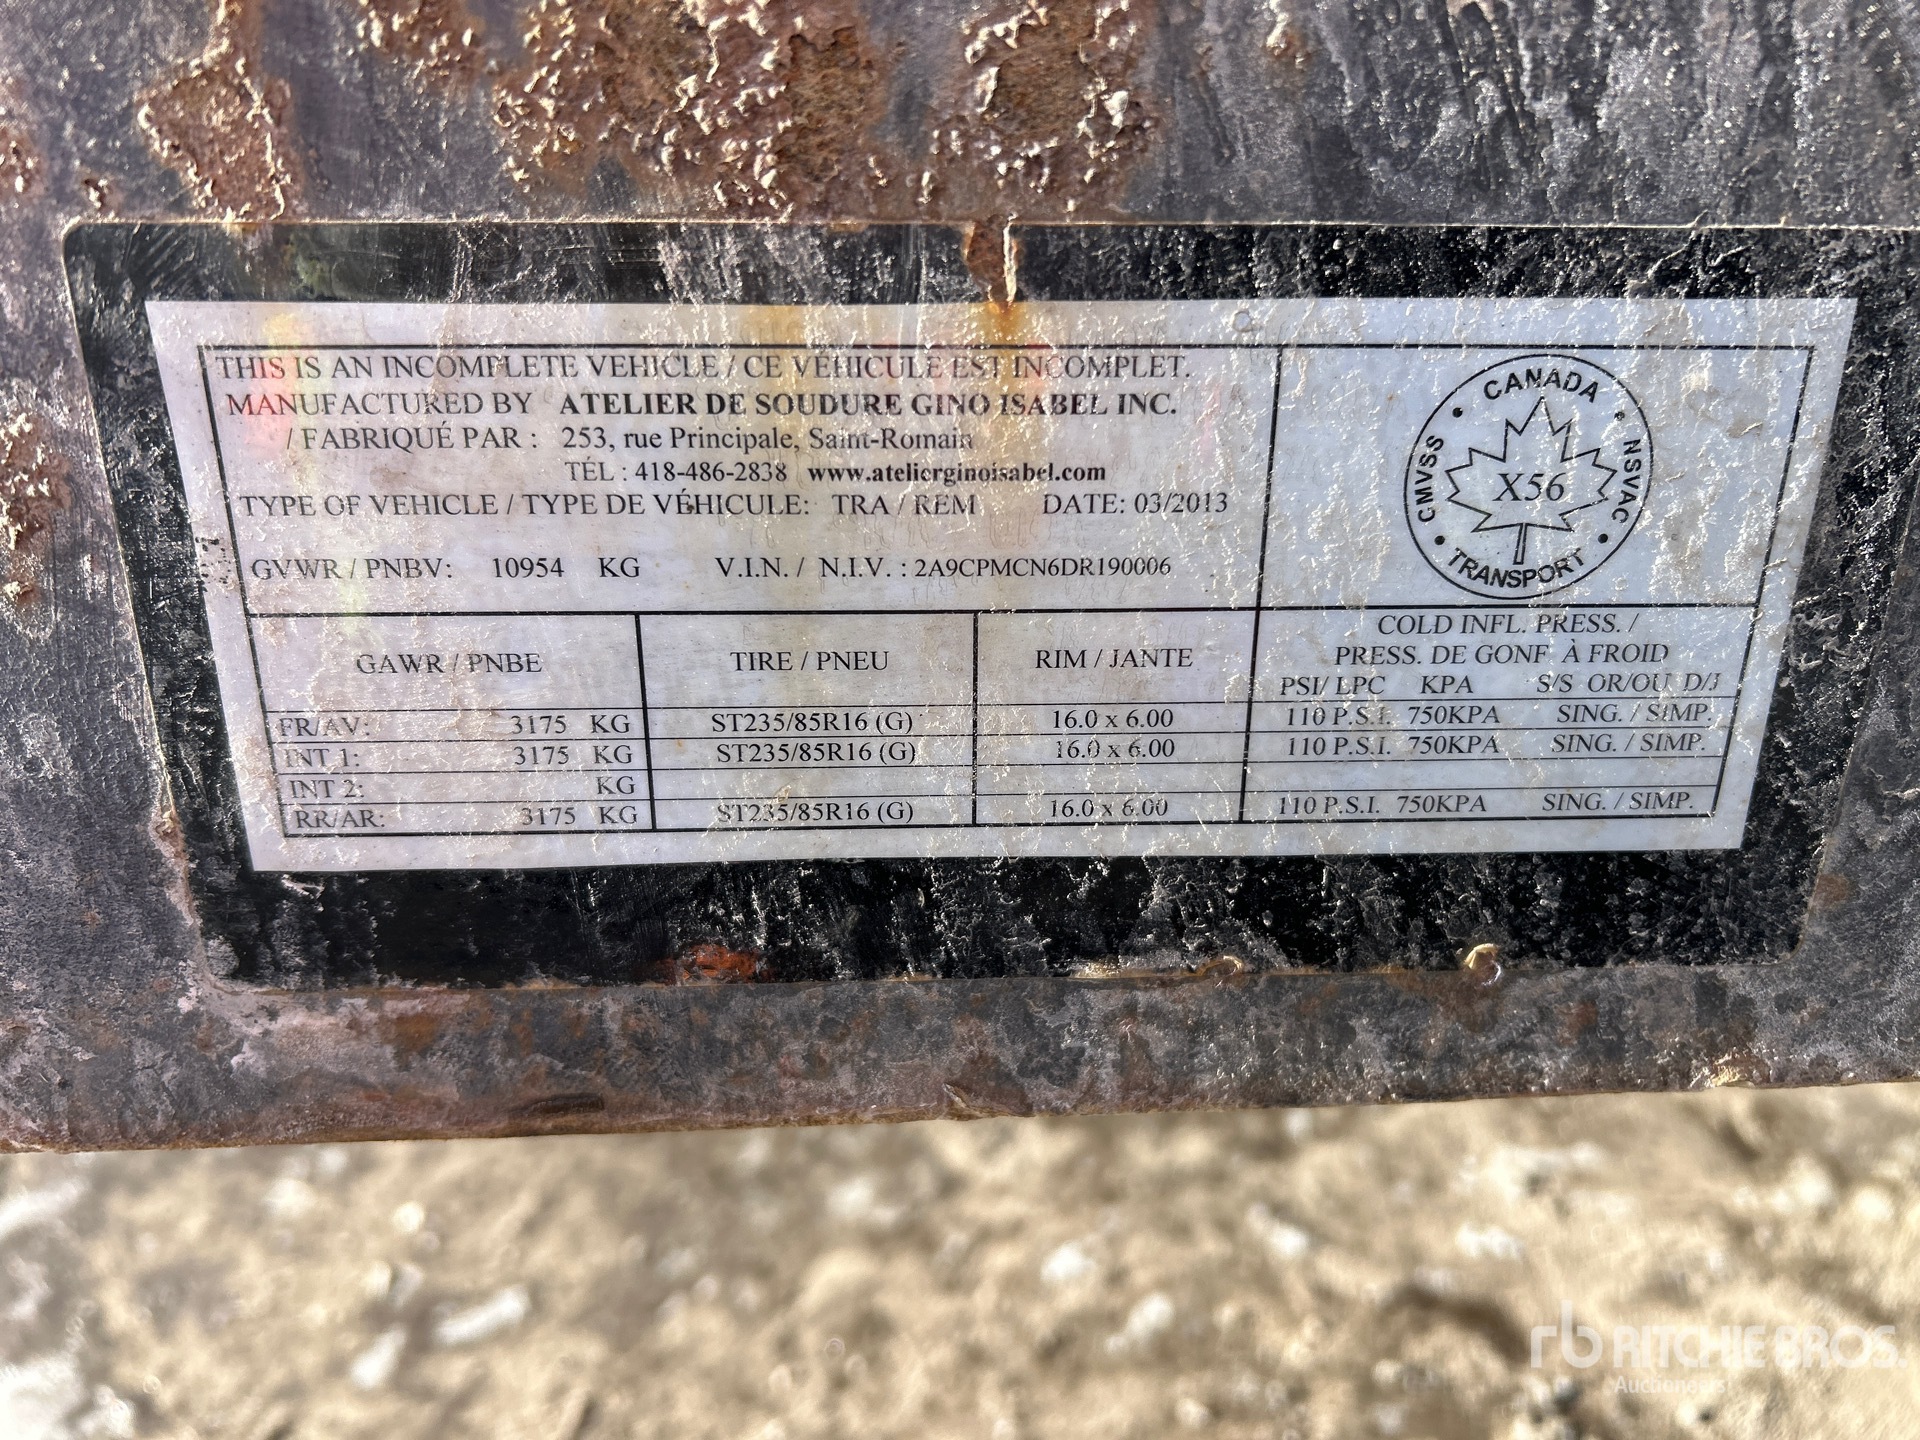 THIS IS AN INCOMPLETE VEHICLE / CE VÉHICULE EST INCOMPLET.
MANUFACTURED BY ATELIER DE SOUDURE GINO ISABEL INC.
/ FABRIQUÉ PAR : 253, rue Principale, Saint-Romain
TÉL : 418-486-2838 www.atelierginoisabel.com
TYPE OF VEHICLE / TYPE DE VÉHICULE: TRA / REM DATE: 03/2013
GVWR / PNBV: 10954 KG V.I.N. / N.I.V. : 2A9CPMCN6DR190006
CANADA
CMVSS
NSVAC
X56
TRANSPORT
GAWR / PNBE TIRE / PNEU RIM / JANTE COLD INFL. PRESS. /
PRESS. DE GONF À FROID
PSI/ LPC KPA S/S OR/OU D/J
FR/AV: 3175 KG ST235/85R16 (G) 16.0 x 6.00 110 P.S.I. 750KPA SING. / SIMP.
INT 1: 3175 KG ST235/85R16 (G) 16.0 x 6.00 110 P.S.I. 750KPA SING. / SIMP.
INT 2: KG
RR/AR: 3175 KG ST235/85R16 (G) 16.0 x 6.00 110 P.S.I. 750KPA SING. / SIMP.
rb RITCHIE BROS.
Auctioneers